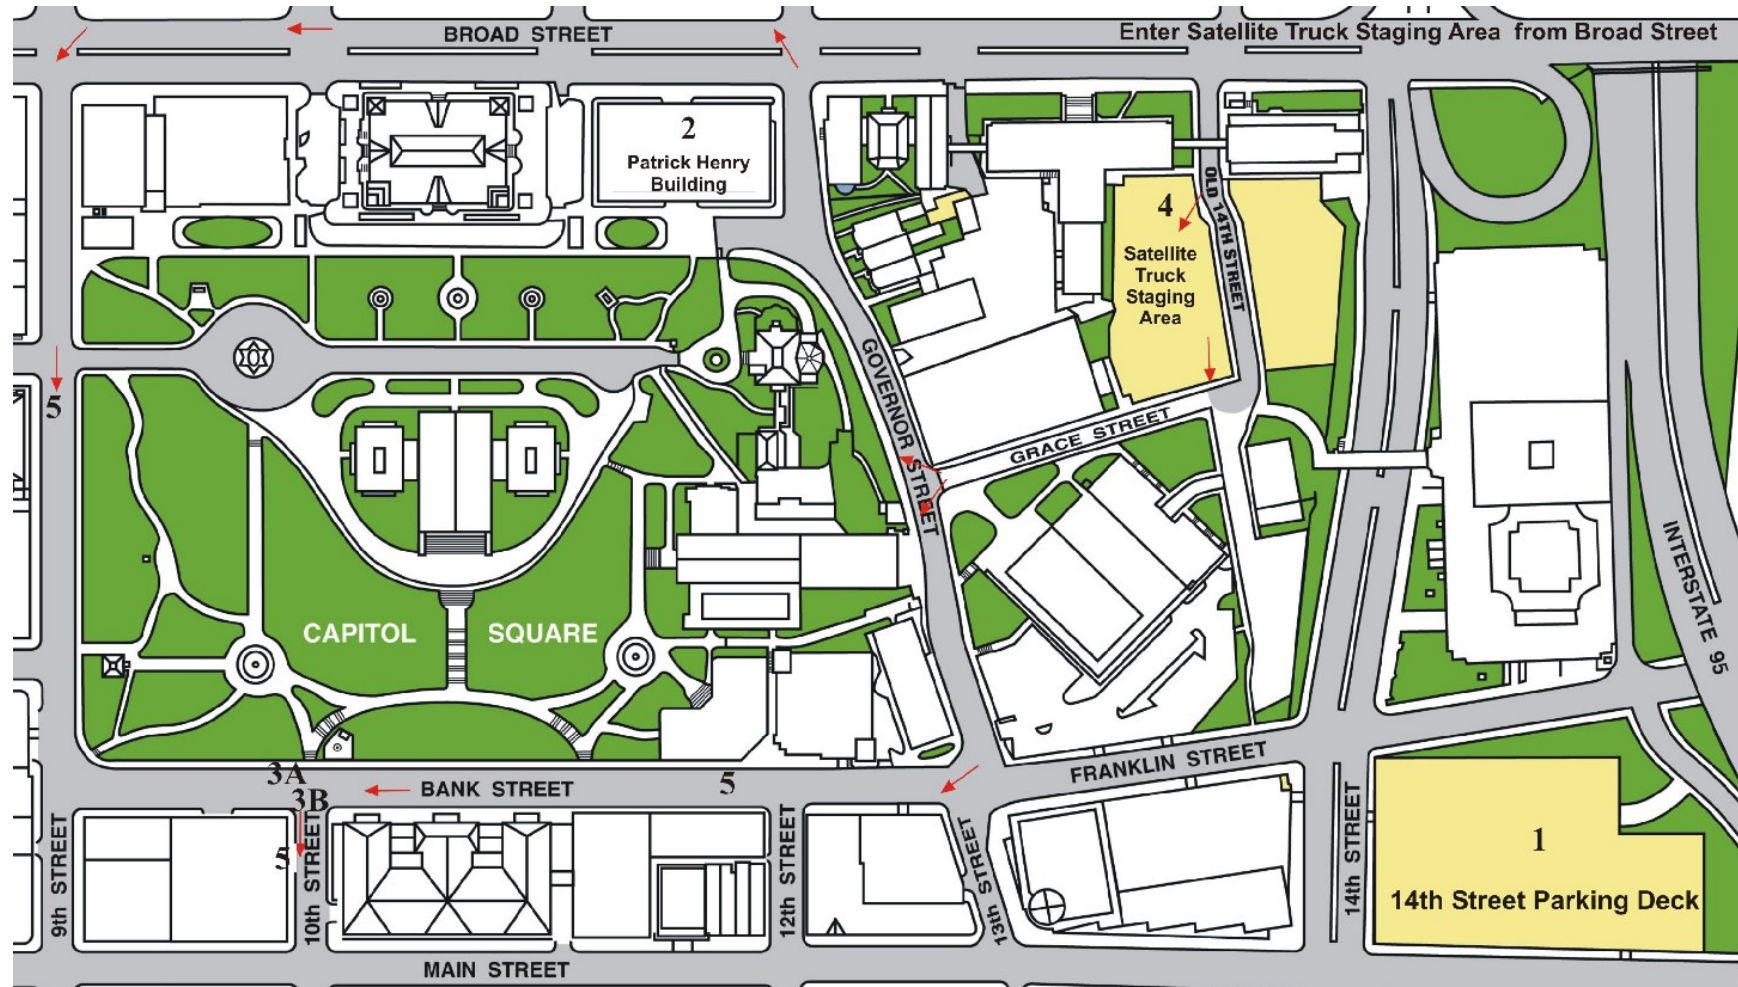 BROAD STREET
Enter Satellite Truck Staging Area from Broad Street
2
Patrick Henry
Building
4
OLD 14TH STREET
Satellite
Truck
Staging
Area
5
GOVERNOR STREET
GRACE STREET
INTERSTATE 95
CAPITOL SQUARE
3A
BANK STREET
5
FRANKLIN STREET
3B
5
9th STREET
10th STREET
12th STREET
13th STREET
14th STREET
1
14th Street Parking Deck
MAIN STREET